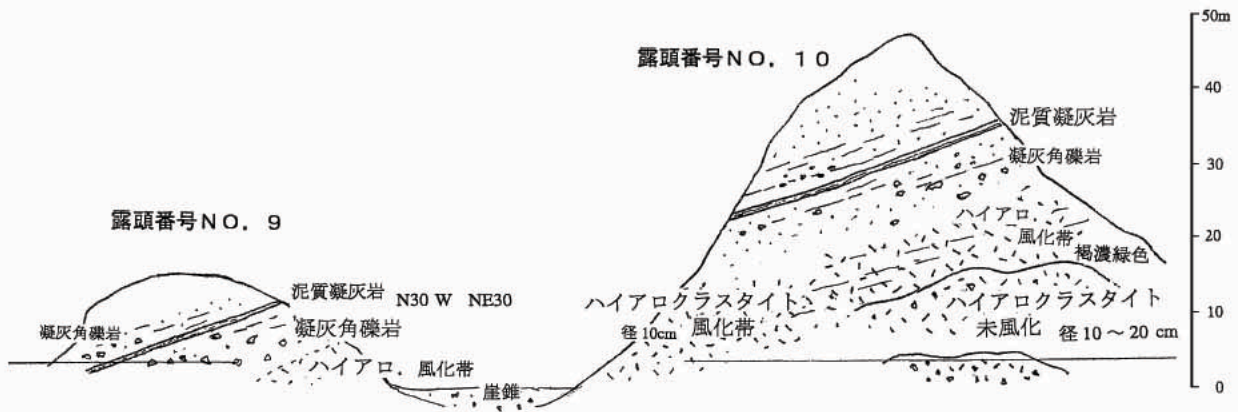 露頭番号NO.9
泥質凝灰岩
N30 W NE30
凝灰角礫岩
凝灰角礫岩
ハイアロ.風化帯
崖錐
露頭番号NO.10
泥質凝灰岩
凝灰角礫岩
ハイアロ.
風化帯
褐濃緑色
ハイアロクラスタイト.
径10cm 風化帯
ハイアロクラスタイト
未風化 径10~20cm
50m
40
30
20
10
0